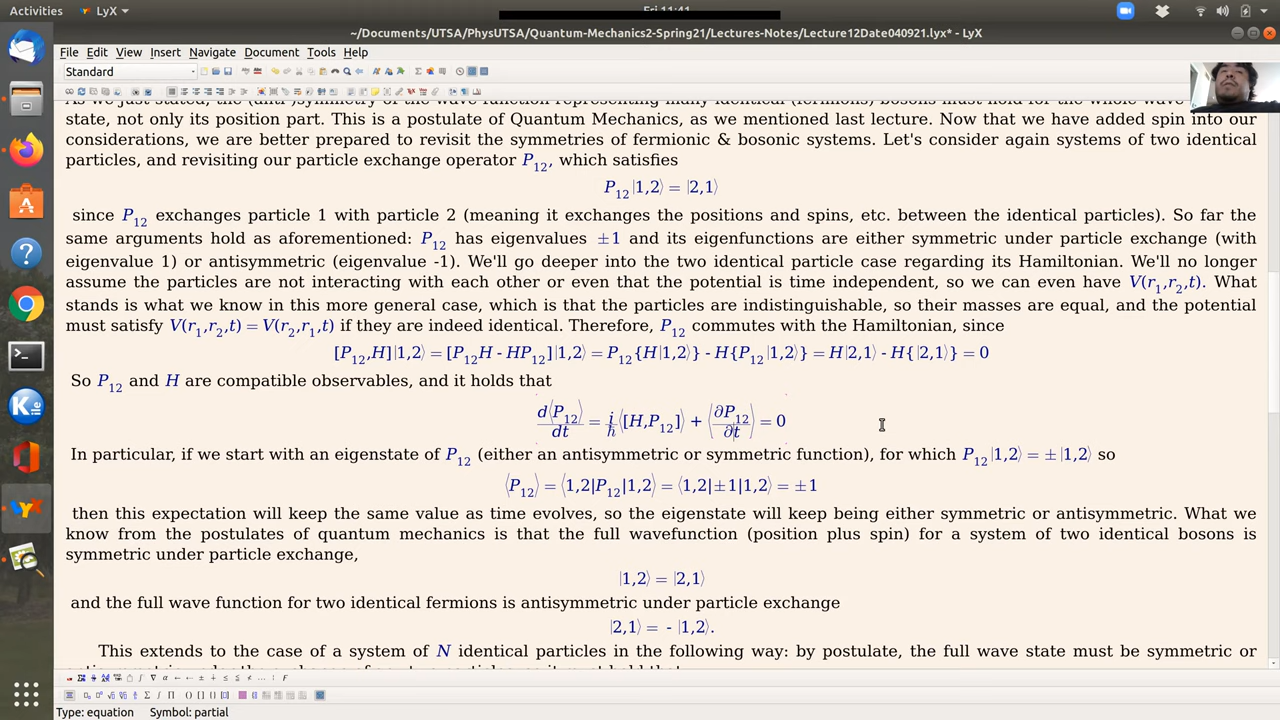 Activities LyX Fri 11:41
~/Documents/UTSA/PhysUTSA/Quantum-Mechanics2-Spring21/Lectures-Notes/Lecture12Date040921.lyx* - LyX
File Edit View Insert Navigate Document Tools Help
Standard
state, not only its position part. This is a postulate of Quantum Mechanics, as we mentioned last lecture. Now that we have added spin into our
considerations, we are better prepared to revisit the symmetries of fermionic & bosonic systems. Let's consider again systems of two identical
particles, and revisiting our particle exchange operator P₁₂, which satisfies
P₁₂|1,2⟩ = |2,1⟩
since P₁₂ exchanges particle 1 with particle 2 (meaning it exchanges the positions and spins, etc. between the identical particles). So far the
same arguments hold as aforementioned: P₁₂ has eigenvalues ±1 and its eigenfunctions are either symmetric under particle exchange (with
eigenvalue 1) or antisymmetric (eigenvalue -1). We'll go deeper into the two identical particle case regarding its Hamiltonian. We'll no longer
assume the particles are not interacting with each other or even that the potential is time independent, so we can even have V(r₁,r₂,t). What
stands is what we know in this more general case, which is that the particles are indistinguishable, so their masses are equal, and the potential
must satisfy V(r₁,r₂,t) = V(r₂,r₁,t) if they are indeed identical. Therefore, P₁₂ commutes with the Hamiltonian, since
[P₁₂,H]|1,2⟩ = [P₁₂H - HP₁₂]|1,2⟩ = P₁₂{H|1,2⟩} - H{P₁₂|1,2⟩} = H|2,1⟩ - H{|2,1⟩} = 0
So P₁₂ and H are compatible observables, and it holds that
d⟨P₁₂⟩/dt = i/ħ ⟨[H,P₁₂]⟩ + ⟨∂P₁₂/∂t⟩ = 0
In particular, if we start with an eigenstate of P₁₂ (either an antisymmetric or symmetric function), for which P₁₂|1,2⟩ = ±|1,2⟩ so
⟨P₁₂⟩ = ⟨1,2|P₁₂|1,2⟩ = ⟨1,2|±1|1,2⟩ = ±1
then this expectation will keep the same value as time evolves, so the eigenstate will keep being either symmetric or antisymmetric. What we
know from the postulates of quantum mechanics is that the full wavefunction (position plus spin) for a system of two identical bosons is
symmetric under particle exchange,
|1,2⟩ = |2,1⟩
and the full wave function for two identical fermions is antisymmetric under particle exchange
|2,1⟩ = - |1,2⟩.
This extends to the case of a system of N identical particles in the following way: by postulate, the full wave state must be symmetric or
Type: equation Symbol: partial